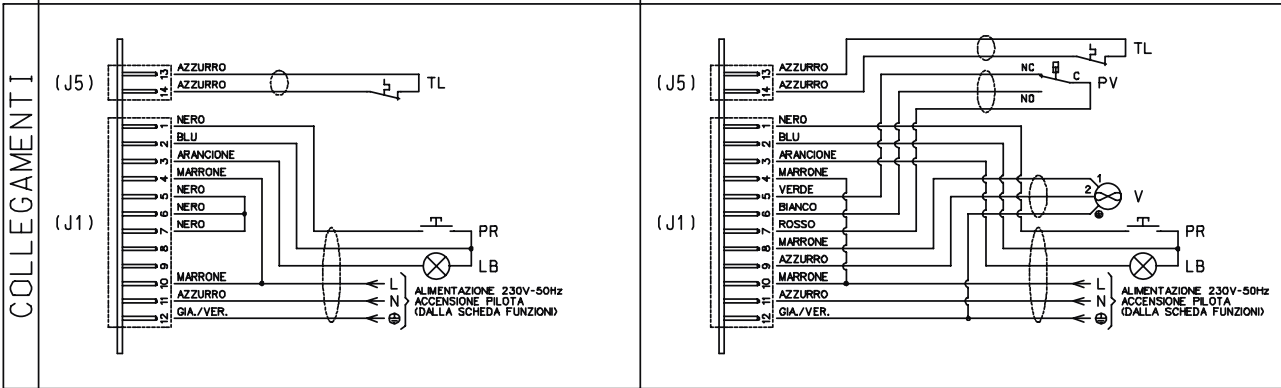 COLLEGAMENTI
(J5)
13 AZZURRO
14 AZZURRO
TL
(J1)
1 NERO
2 BLU
3 ARANCIONE
4 MARRONE
5 NERO
6 NERO
7 NERO
8
9
10 MARRONE
11 AZZURRO
12 GIA./VER.
PR
LB
L
N
ALIMENTAZIONE 230V-50Hz
ACCENSIONE PILOTA
(DALLA SCHEDA FUNZIONI)
(J5)
13 AZZURRO
14 AZZURRO
TL
NC
C
PV
NO
(J1)
1 NERO
2 BLU
3 ARANCIONE
4 MARRONE
5 VERDE
6 BIANCO
7 ROSSO
8 MARRONE
9 AZZURRO
10 MARRONE
11 AZZURRO
12 GIA./VER.
1
2
V
PR
LB
L
N
ALIMENTAZIONE 230V-50Hz
ACCENSIONE PILOTA
(DALLA SCHEDA FUNZIONI)